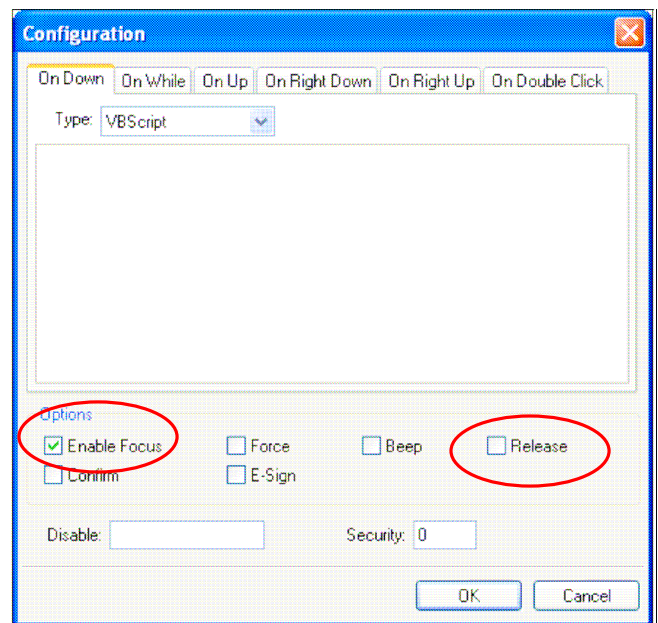 Configuration
On Down On While On Up On Right Down On Right Up On Double Click
Type: VBScript
Options
Enable Focus Force Beep Release
Confirm E-Sign
Disable: Security: 0
OK Cancel